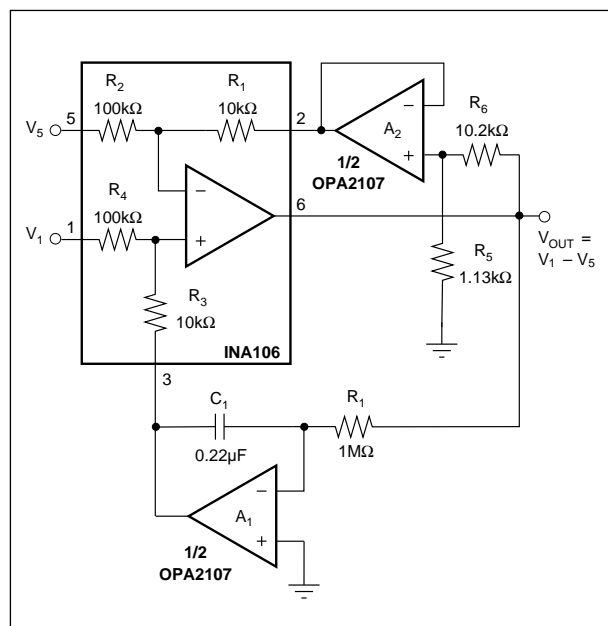 R2
100kΩ
R1
10kΩ
V5
5
2
−
+
A2
1/2
OPA2107
R6
10.2kΩ
R4
100kΩ
V1
1
−
+
6
VOUT =
V1 – V5
R5
1.13kΩ
R3
10kΩ
INA106
3
C1
0.22µF
R1
1MΩ
−
+
A1
1/2
OPA2107